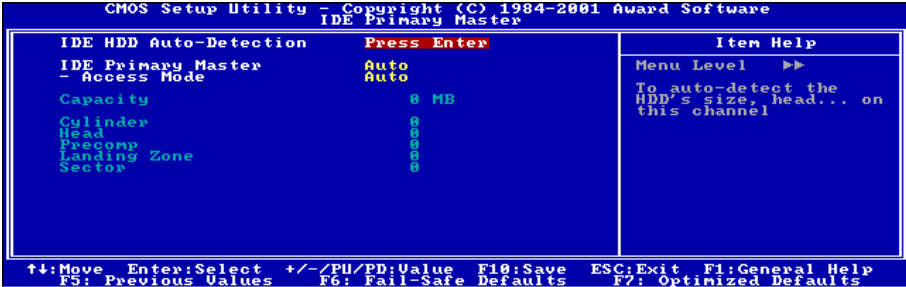 CMOS Setup Utility - Copyright (C) 1984-2001 Award Software
IDE Primary Master
IDE HDD Auto-Detection Press Enter
IDE Primary Master Auto
- Access Mode Auto
Capacity 0 MB
Cylinder 0
Head 0
Precomp 0
Landing Zone 0
Sector 0
Item Help
Menu Level ►►
To auto-detect the
HDD's size, head... on
this channel
↑↓:Move Enter:Select +/-/PU/PD:Value F10:Save ESC:Exit F1:General Help
F5: Previous Values F6: Fail-Safe Defaults F7: Optimized Defaults